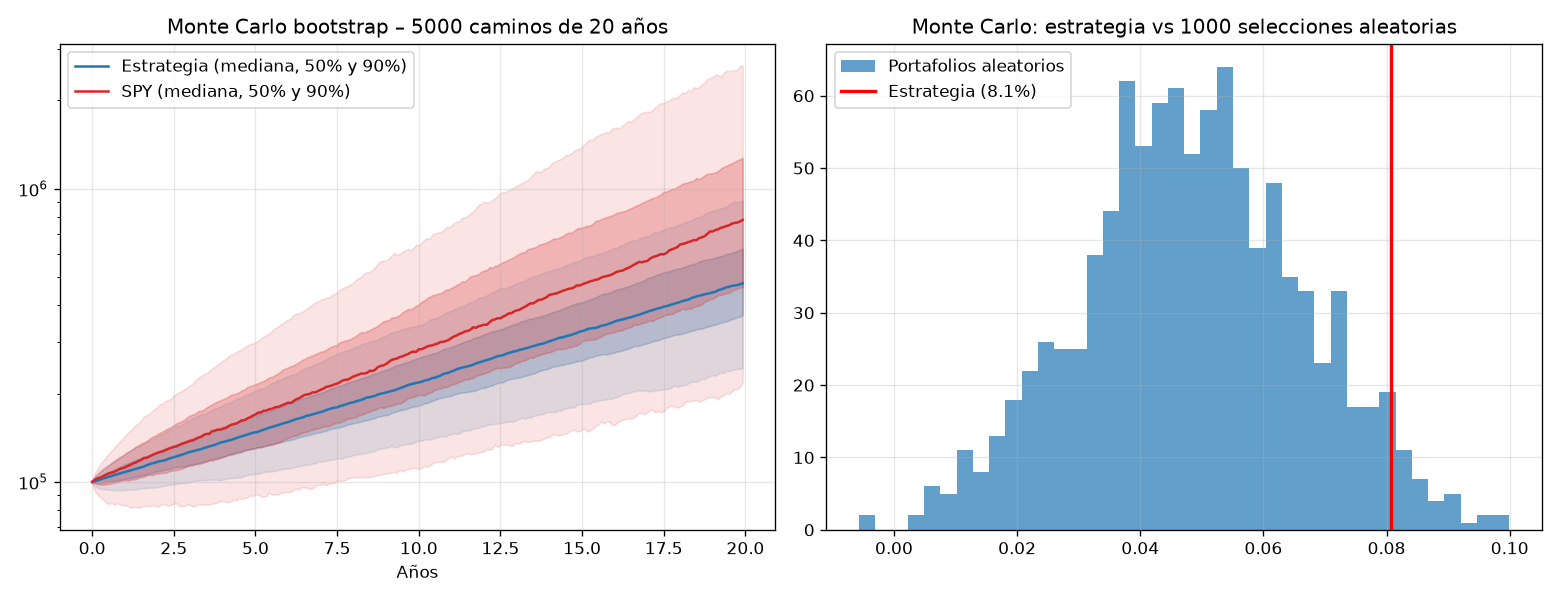 Monte Carlo bootstrap – 5000 caminos de 20 años
Estrategia (mediana, 50% y 90%)
SPY (mediana, 50% y 90%)
10⁶
10⁵
0.0 2.5 5.0 7.5 10.0 12.5 15.0 17.5 20.0
Años
Monte Carlo: estrategia vs 1000 selecciones aleatorias
Portafolios aleatorios
Estrategia (8.1%)
60
50
40
30
20
10
0
0.00 0.02 0.04 0.06 0.08 0.10